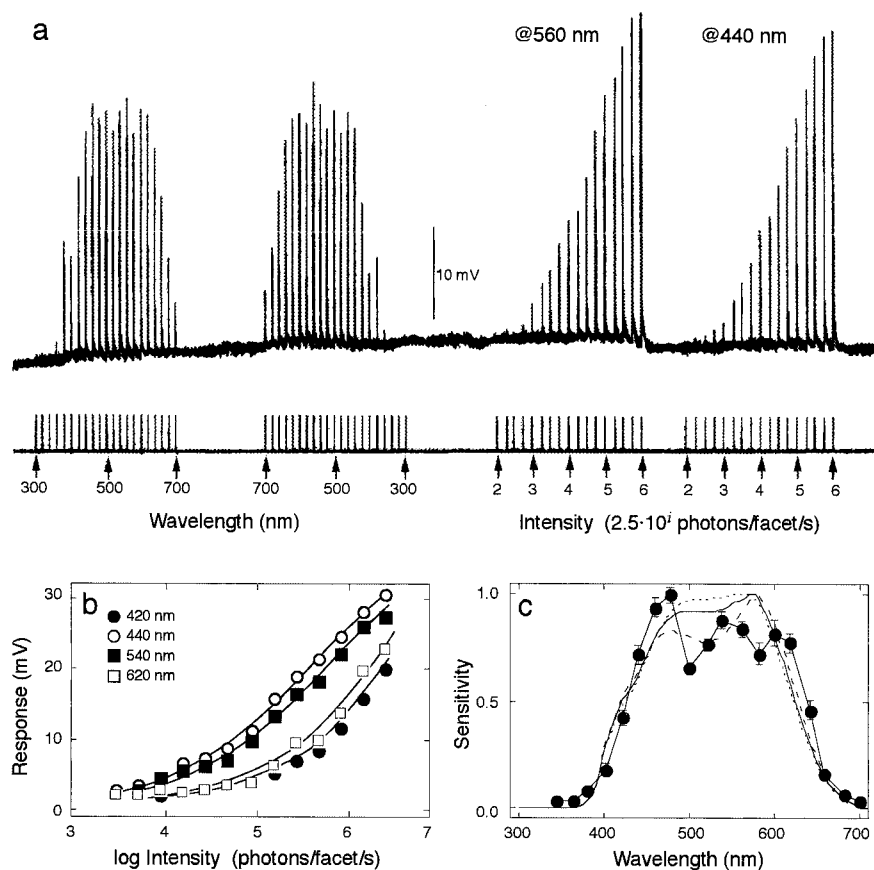 a
@560 nm
@440 nm
10 mV
300 500 700
700 500 300
2 3 4 5 6
2 3 4 5 6
Wavelength (nm)
Intensity (2.5·10^i photons/facet/s)
b
30
20
10
0
Response (mV)
420 nm
440 nm
540 nm
620 nm
3 4 5 6 7
log Intensity (photons/facet/s)
c
1.0
0.5
0.0
Sensitivity
300 400 500 600 700
Wavelength (nm)